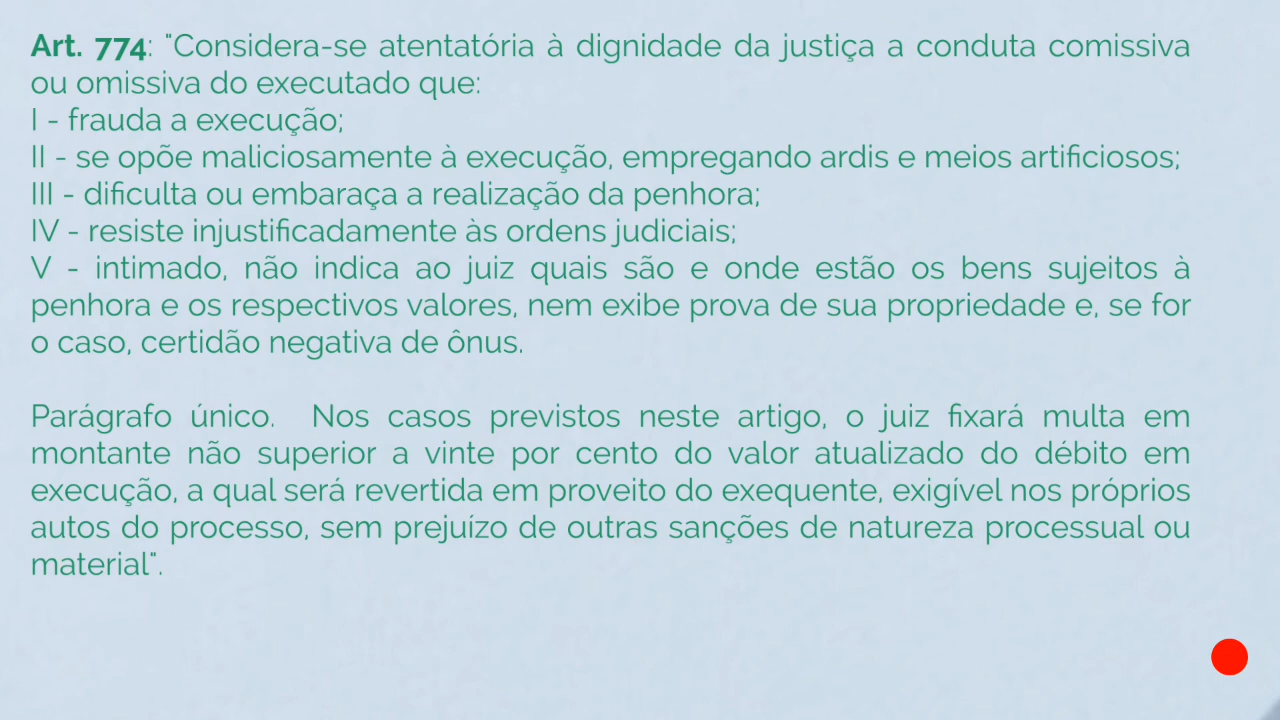 Art. 774: "Considera-se atentatória à dignidade da justiça a conduta comissiva
ou omissiva do executado que:
I - frauda a execução;
II - se opõe maliciosamente à execução, empregando ardis e meios artificiosos;
III - dificulta ou embaraça a realização da penhora;
IV - resiste injustificadamente às ordens judiciais;
V - intimado, não indica ao juiz quais são e onde estão os bens sujeitos à
penhora e os respectivos valores, nem exibe prova de sua propriedade e, se for
o caso, certidão negativa de ônus.
Parágrafo único. Nos casos previstos neste artigo, o juiz fixará multa em
montante não superior a vinte por cento do valor atualizado do débito em
execução, a qual será revertida em proveito do exequente, exigível nos próprios
autos do processo, sem prejuízo de outras sanções de natureza processual ou
material".